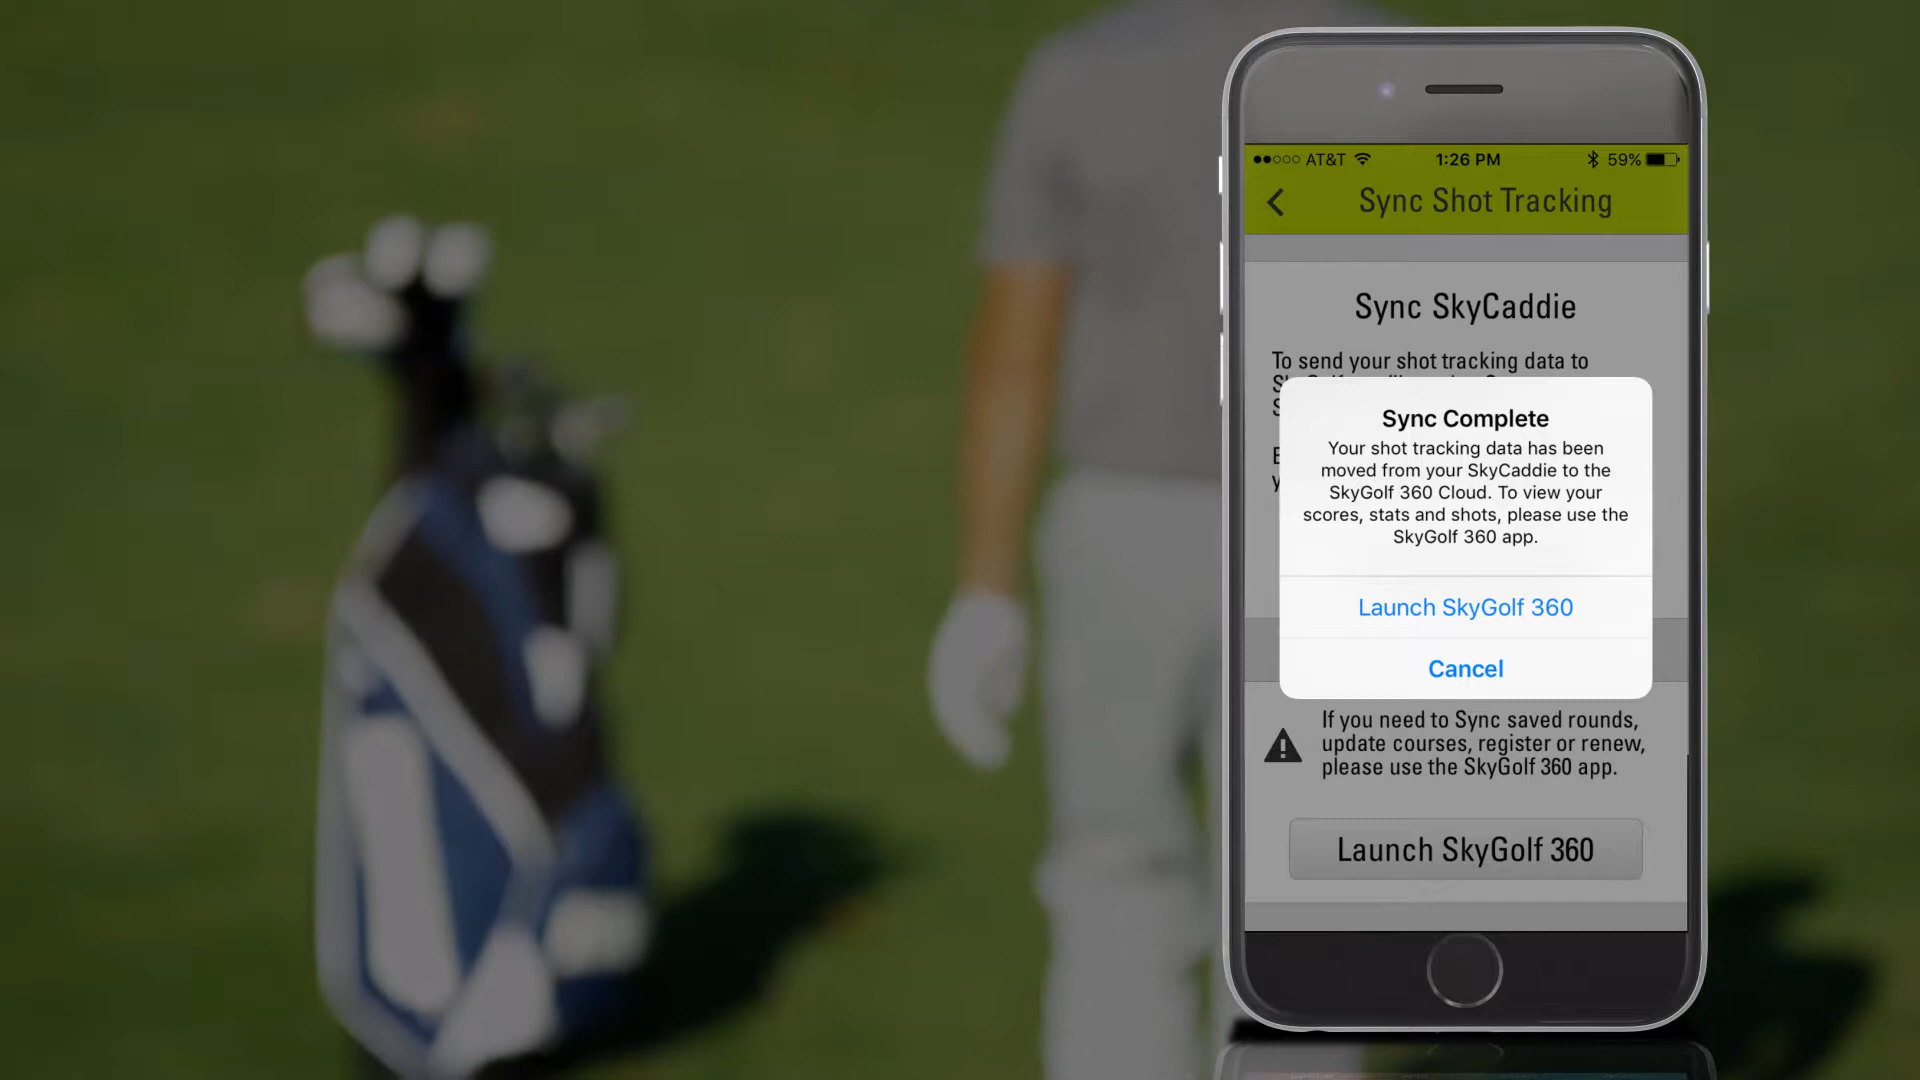 AT&T 1:26 PM 59%
Sync Shot Tracking
Sync SkyCaddie
To send your shot tracking data to
Sync Complete
Your shot tracking data has been
moved from your SkyCaddie to the
SkyGolf 360 Cloud. To view your
scores, stats and shots, please use the
SkyGolf 360 app.
Launch SkyGolf 360
Cancel
If you need to Sync saved rounds,
update courses, register or renew,
please use the SkyGolf 360 app.
Launch SkyGolf 360